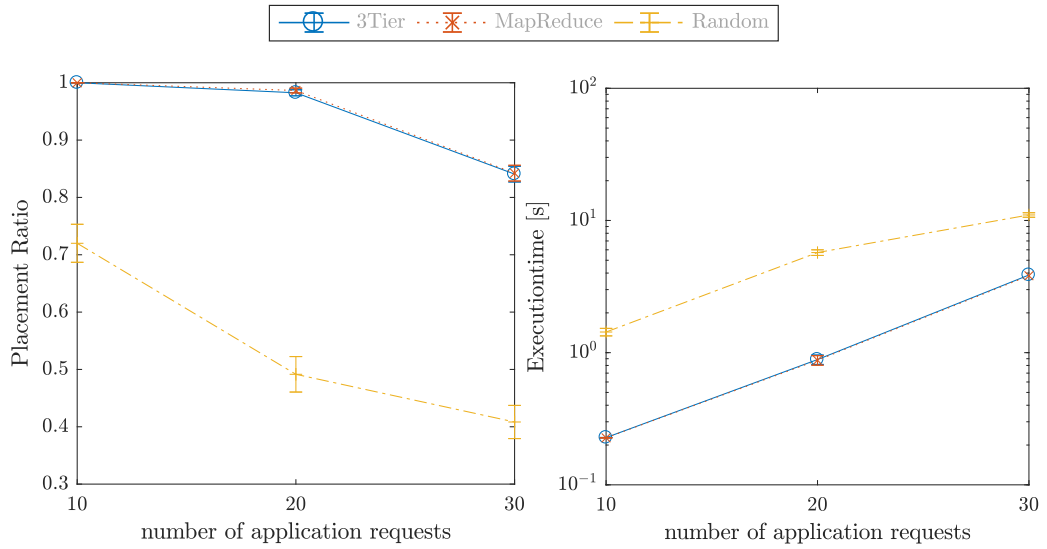 3Tier MapReduce Random
Placement Ratio
1
0.9
0.8
0.7
0.6
0.5
0.4
0.3
10 20 30
number of application requests
Executiontime [s]
10^2
10^1
10^0
10^-1
10 20 30
number of application requests